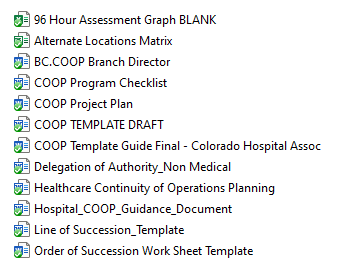 96 Hour Assessment Graph BLANK
Alternate Locations Matrix
BC.COOP Branch Director
COOP Program Checklist
COOP Project Plan
COOP TEMPLATE DRAFT
COOP Template Guide Final - Colorado Hospital Assoc
Delegation of Authority_Non Medical
Healthcare Continuity of Operations Planning
Hospital_COOP_Guidance_Document
Line of Succession_Template
Order of Succession Work Sheet Template